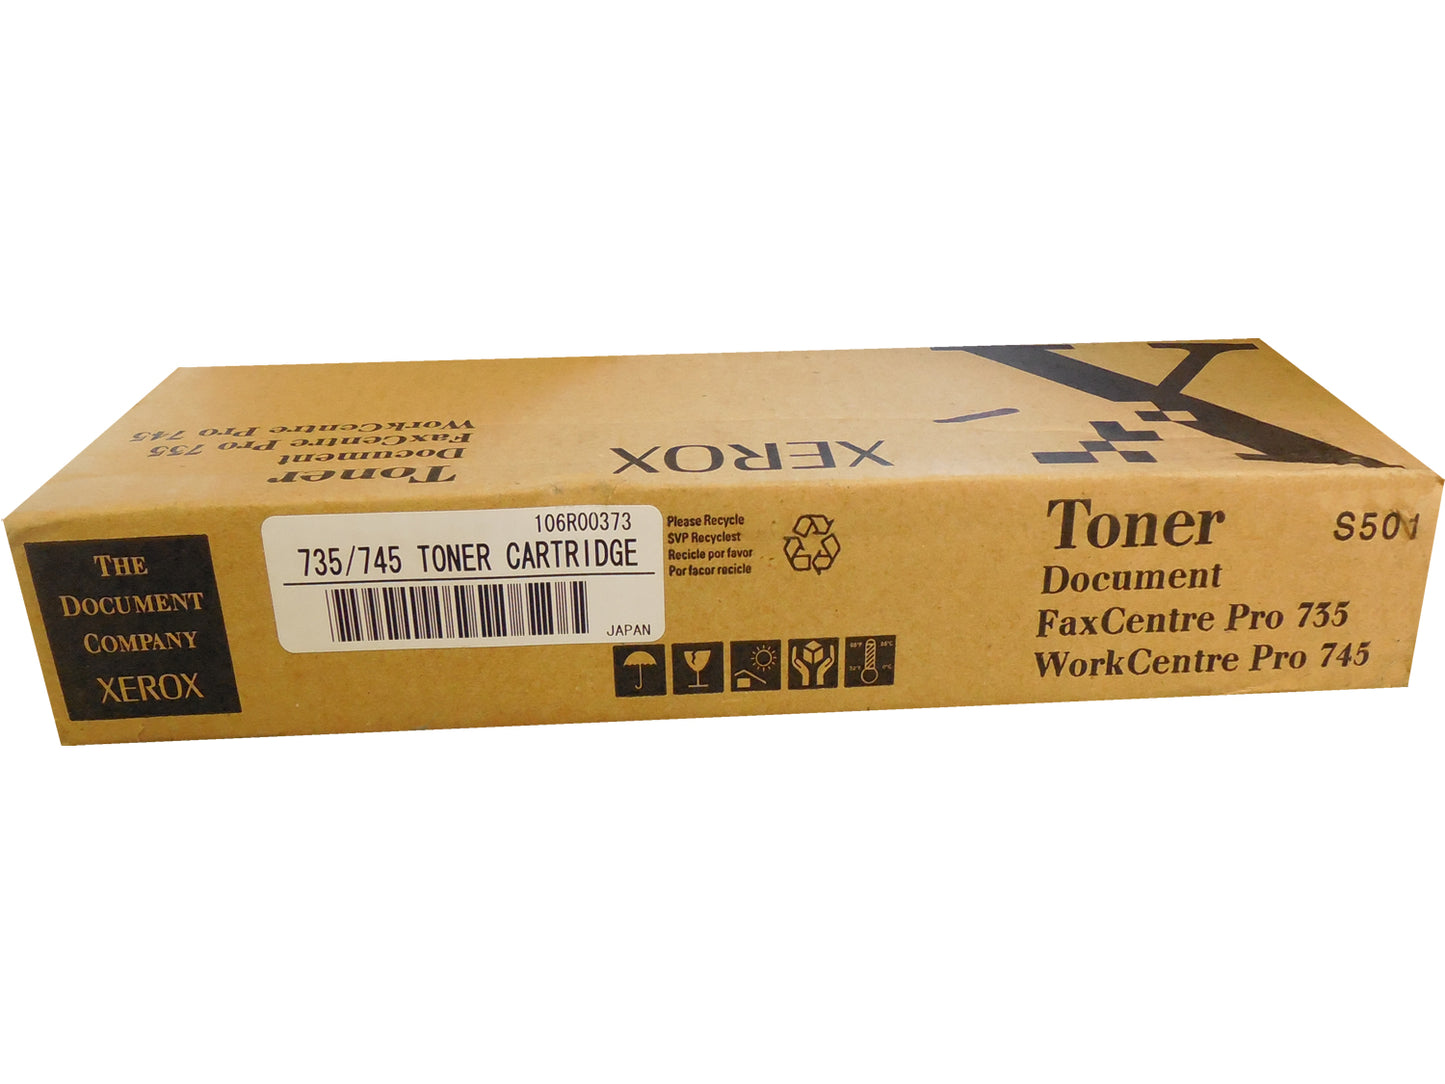 Toner
Document
FaxCentre Pro 735
WorkCentre Pro 745
XEROX
THE
DOCUMENT
COMPANY
XEROX
106R00373
735/745 TONER CARTRIDGE
JAPAN
Please Recycle
SVP Recyclest
Recicle por favor
Por facor recicle
Toner
Document
FaxCentre Pro 735
WorkCentre Pro 745
S501